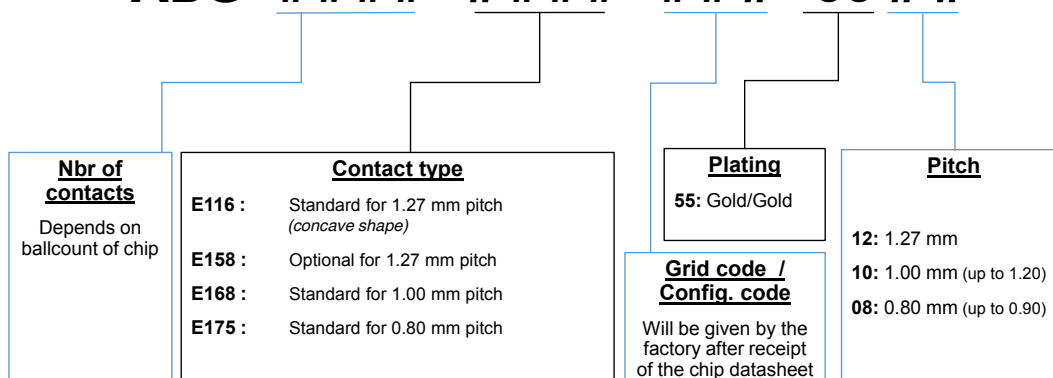 Nbr of
contacts
Depends on
ballcount of chip
Contact type
E116 : Standard for 1.27 mm pitch
(concave shape)
E158 : Optional for 1.27 mm pitch
E168 : Standard for 1.00 mm pitch
E175 : Standard for 0.80 mm pitch
Plating
55: Gold/Gold
Grid code /
Config. code
Will be given by the
factory after receipt
of the chip datasheet
Pitch
12: 1.27 mm
10: 1.00 mm (up to 1.20)
08: 0.80 mm (up to 0.90)